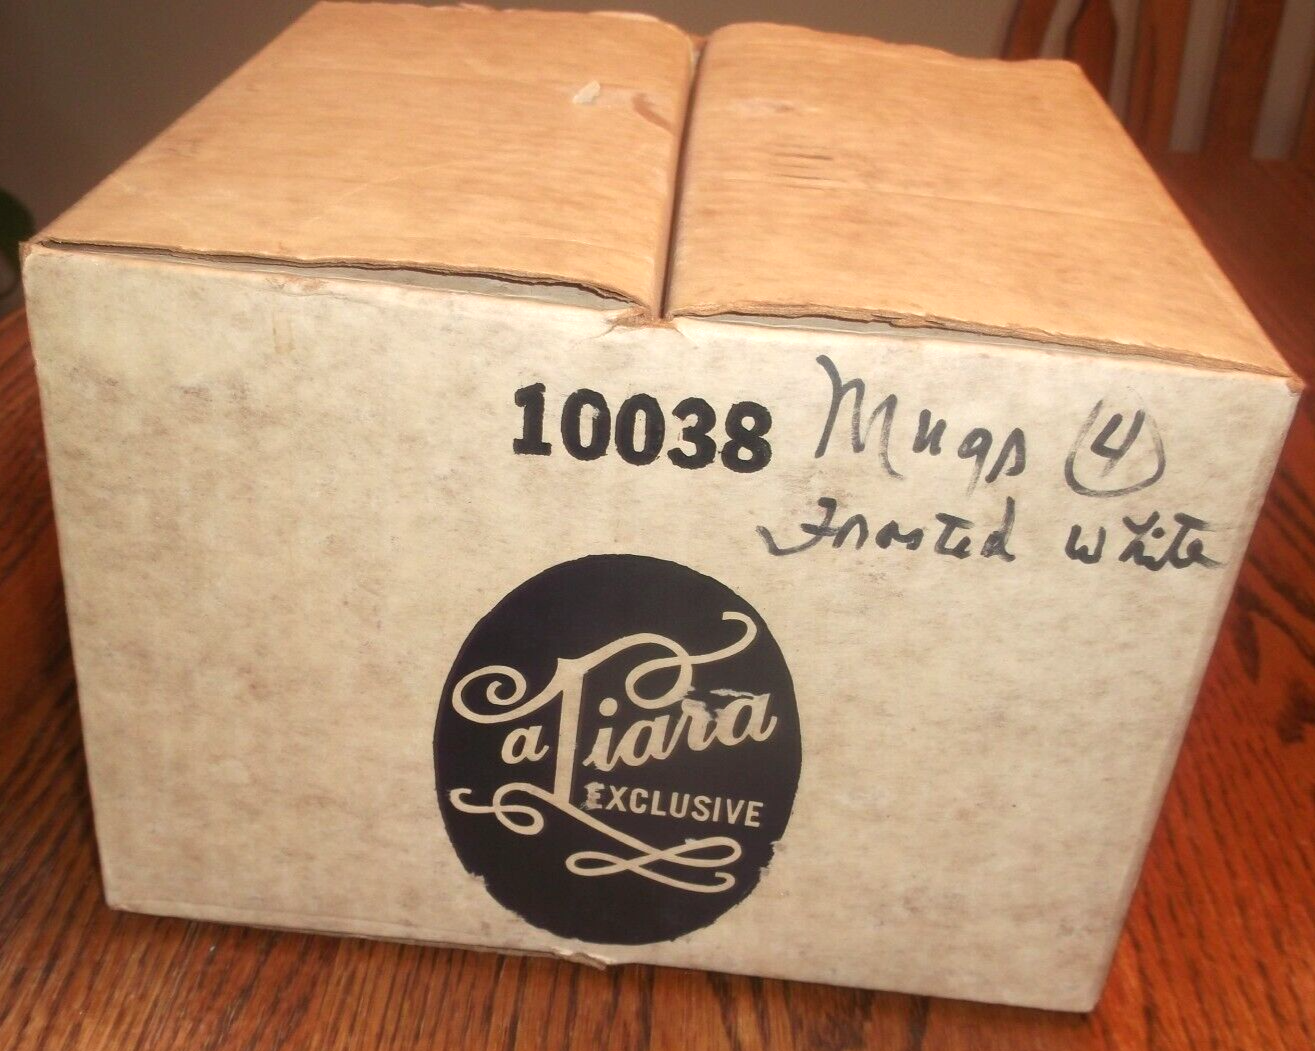 10038 Mugs 4
Frosted White
a Tiara
EXCLUSIVE